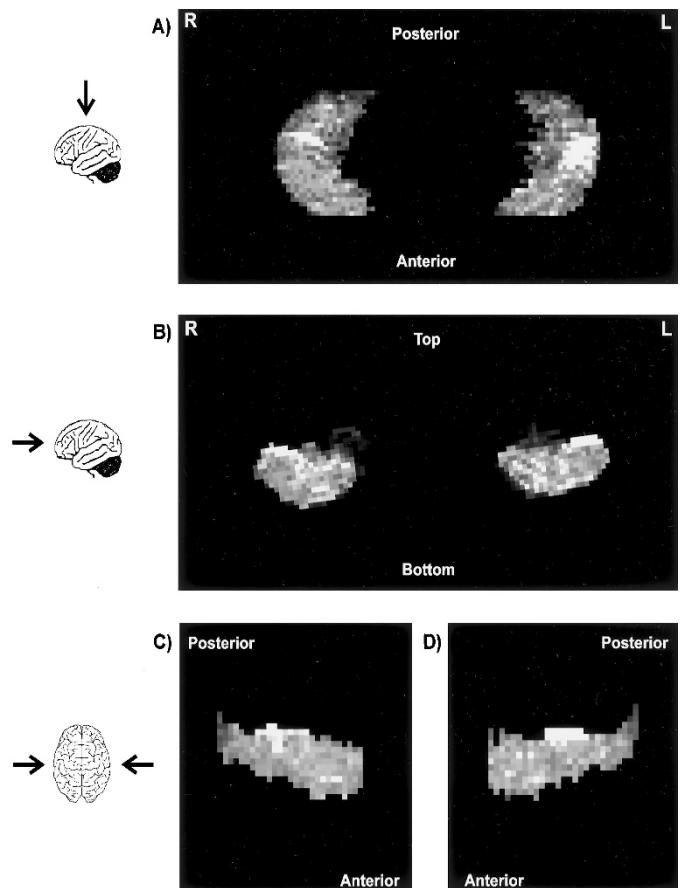 A)
R
L
Posterior
Anterior
B)
R
L
Top
Bottom
C)
Posterior
Anterior
D)
Posterior
Anterior